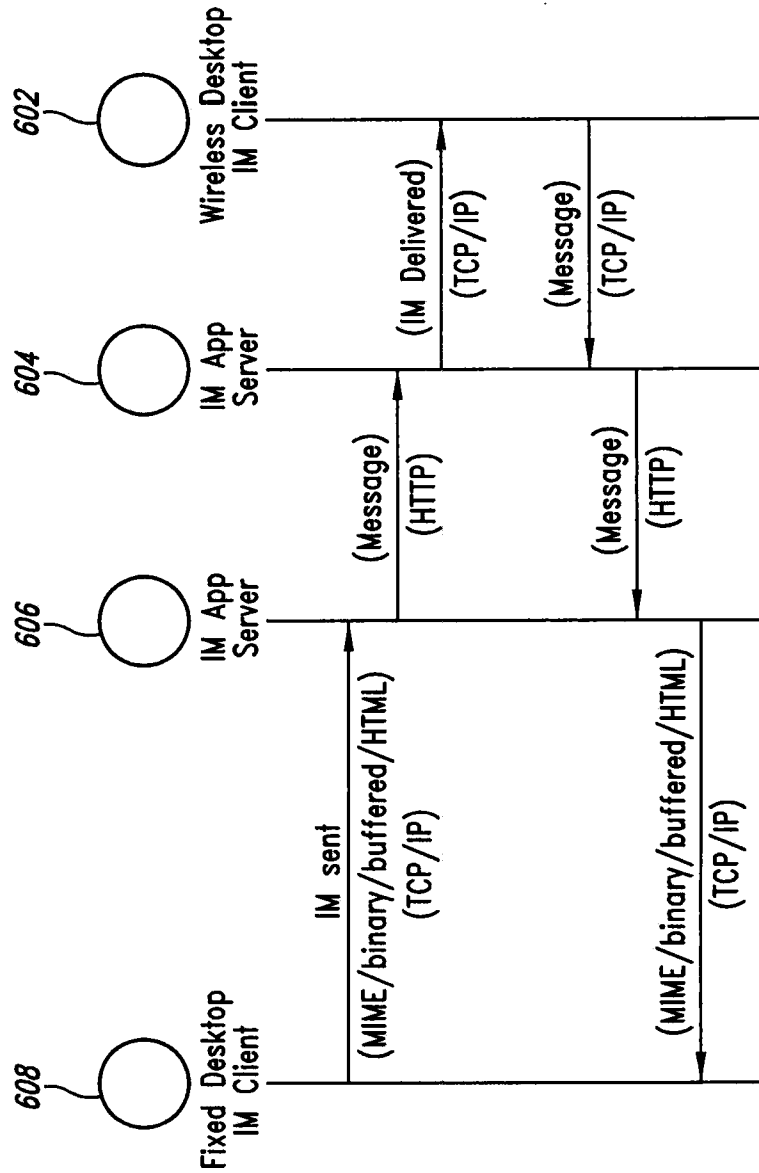 608
Fixed Desktop
IM Client
606
IM App
Server
604
IM App
Server
602
Wireless Desktop
IM Client
IM sent
(MIME/binary/buffered/HTML)
(TCP/IP)
(Message)
(HTTP)
(IM Delivered)
(TCP/IP)
(Message)
(TCP/IP)
(Message)
(HTTP)
(MIME/binary/buffered/HTML)
(TCP/IP)